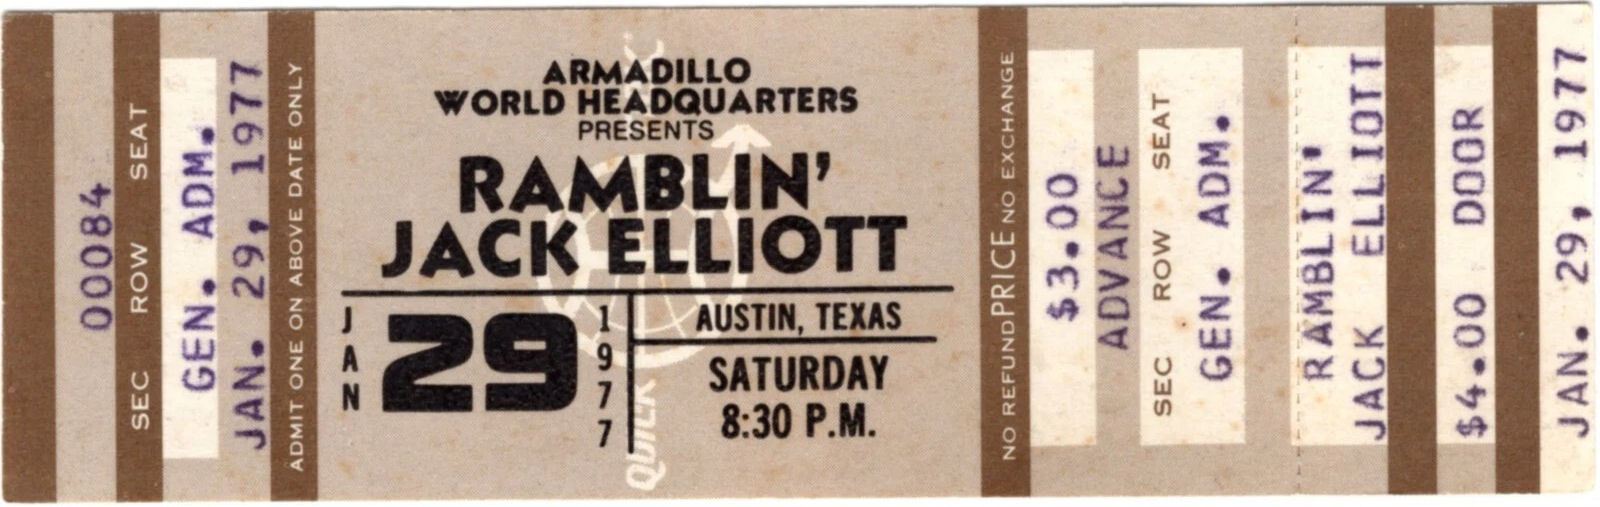 00084
SEC ROW SEAT
GEN. ADM.
JAN. 29, 1977
ADMIT ONE ON ABOVE DATE ONLY
ARMADILLO
WORLD HEADQUARTERS
PRESENTS
RAMBLIN'
JACK ELLIOTT
JAN
29
1977
AUSTIN, TEXAS
SATURDAY
8:30 P.M.
NO REFUND PRICE NO EXCHANGE
$3.00
ADVANCE
SEC ROW SEAT
GEN. ADM.
RAMBLIN'
JACK ELLIOTT
$4.00 DOOR
JAN. 29, 1977